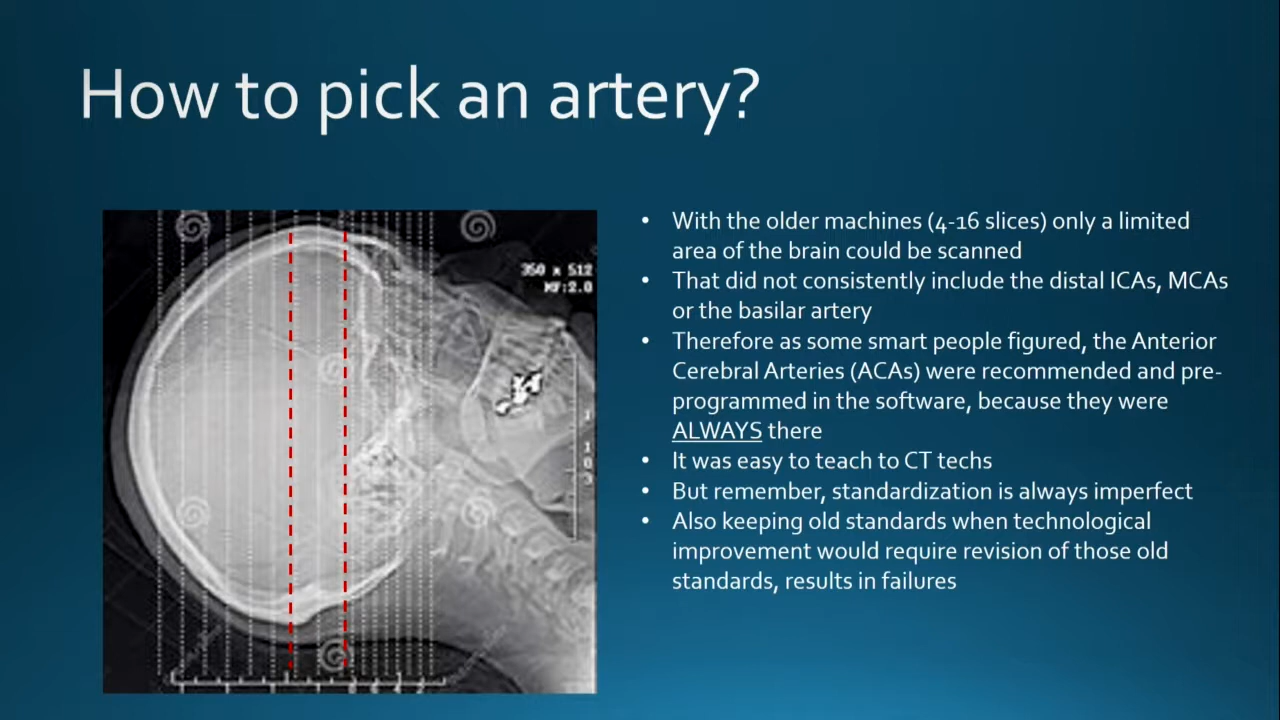 How to pick an artery?
350 x 512
MF:2.0
• With the older machines (4-16 slices) only a limited
area of the brain could be scanned
• That did not consistently include the distal ICAs, MCAs
or the basilar artery
• Therefore as some smart people figured, the Anterior
Cerebral Arteries (ACAs) were recommended and pre-
programmed in the software, because they were
ALWAYS there
• It was easy to teach to CT techs
• But remember, standardization is always imperfect
• Also keeping old standards when technological
improvement would require revision of those old
standards, results in failures